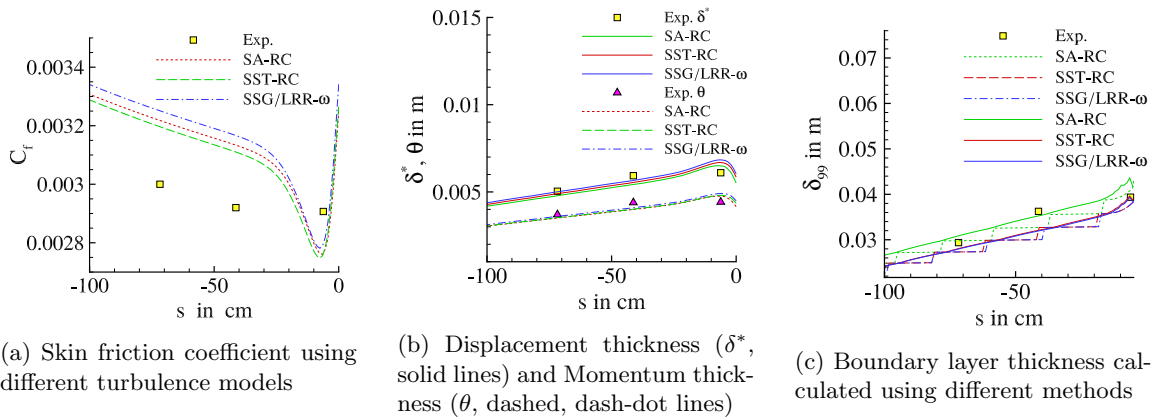 Exp.
SA-RC
SST-RC
SSG/LRR-ω
0.0034
0.0032
0.003
0.0028
C_f
-100
-50
0
s in cm
(a) Skin friction coefficient using
different turbulence models
0.015
0.01
0.005
δ*, θ in m
Exp. δ*
SA-RC
SST-RC
SSG/LRR-ω
Exp. θ
SA-RC
SST-RC
SSG/LRR-ω
-100
-50
0
s in cm
(b) Displacement thickness (δ*,
solid lines) and Momentum thick-
ness (θ, dashed, dash-dot lines)
0.08
0.07
0.06
0.05
0.04
0.03
δ_99 in m
Exp.
SA-RC
SST-RC
SSG/LRR-ω
SA-RC
SST-RC
SSG/LRR-ω
-100
-50
s in cm
(c) Boundary layer thickness cal-
culated using different methods